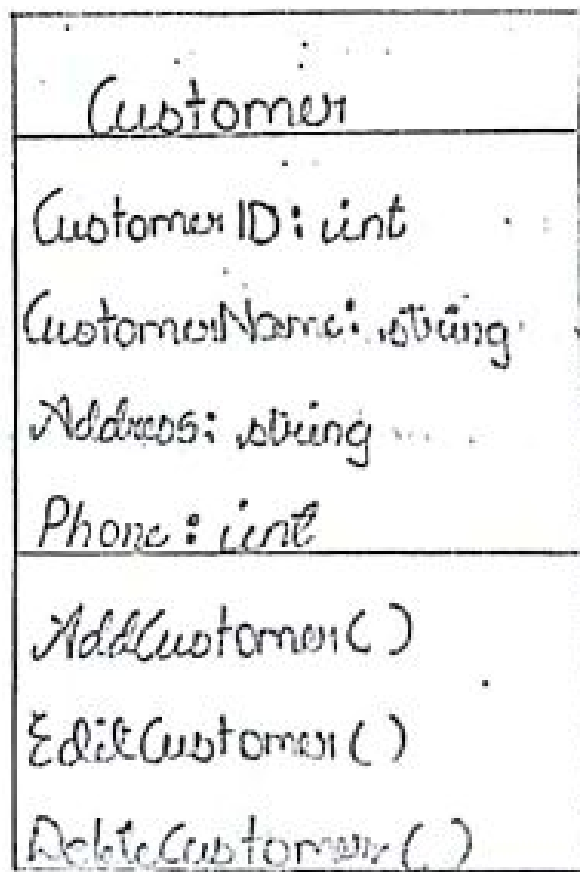 Customer
CustomerID: int
CustomerName: string
Address: string
Phone: int
AddCustomer()
EditCustomer()
DeleteCustomer()